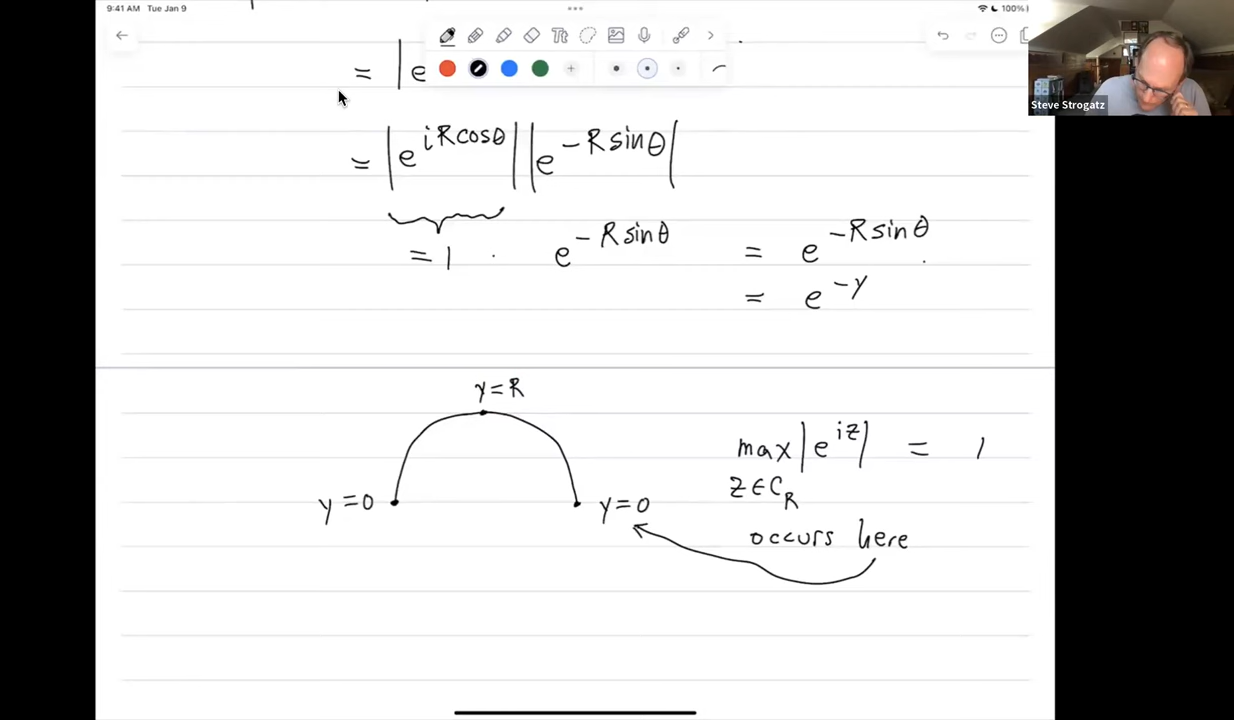 9:41 AM Tue Jan 9
100%
= |e
Steve Strogatz
= |e^{iRcosθ}| |e^{-Rsinθ}|
= 1 · e^{-Rsinθ} = e^{-Rsinθ}.
= e^{-y}
y=R
max |e^{iz}| = 1
z∈C_R
y=0 y=0
occurs here